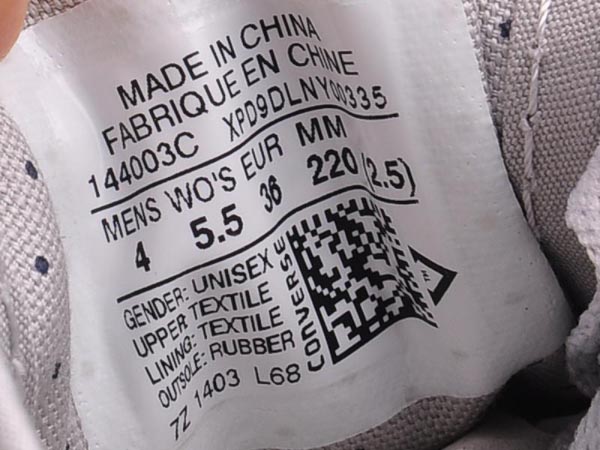 MADE IN CHINA
FABRIQUE EN CHINE
144003C XPD9DLNY00335
MENS WO'S EUR MM
4 5.5 36 220 (2.5)
GENDER: UNISEX
UPPER: TEXTILE
LINING: TEXTILE
OUTSOLE: RUBBER
7Z 1403 L68
CONVERSE
TM